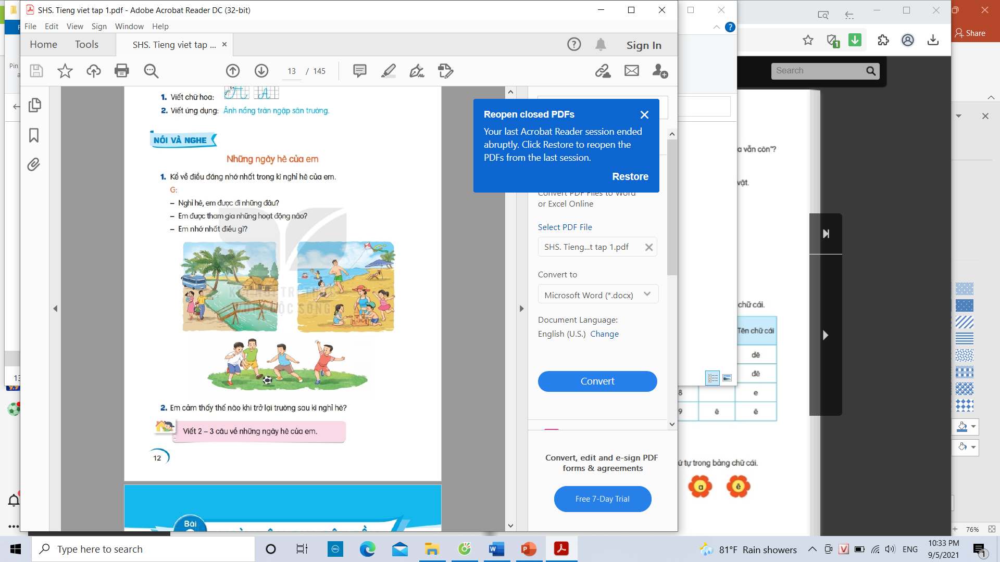 SHS. Tieng viet tap 1.pdf - Adobe Acrobat Reader DC (32-bit)
File Edit View Sign Window Help
Home Tools SHS. Tieng viet tap ... Sign In
13 / 145
1. Viết chữ hoa:
2. Viết ứng dụng: Ánh nắng tràn ngập sân trường.
NÓI VÀ NGHE
Những ngày hè của em
1. Kể về điều đáng nhớ nhất trong kì nghỉ hè của em.
G:
– Nghỉ hè, em được đi những đâu?
– Em được tham gia những hoạt động nào?
– Em nhớ nhất điều gì?
2. Em cảm thấy thế nào khi trở lại trường sau kì nghỉ hè?
Viết 2 – 3 câu về những ngày hè của em.
12
Bài
Reopen closed PDFs
Your last Acrobat Reader session ended
abruptly. Click Restore to reopen the
PDFs from the last session.
Restore
Convert PDF Files to Word
or Excel Online
Select PDF File
SHS. Tieng...t tap 1.pdf
Convert to
Microsoft Word (*.docx)
Document Language:
English (U.S.) Change
Convert
Convert, edit and e-sign PDF
forms & agreements
Free 7-Day Trial
Share
Search
a vẫn còn"?
vật.
chữ cái.
Tên chữ cái
dê
đê
8 e
9 ê ê
ứ tự trong bảng chữ cái.
a ê
Pin
76%
Type here to search
81°F Rain showers
ENG
10:33 PM
9/5/2021
1